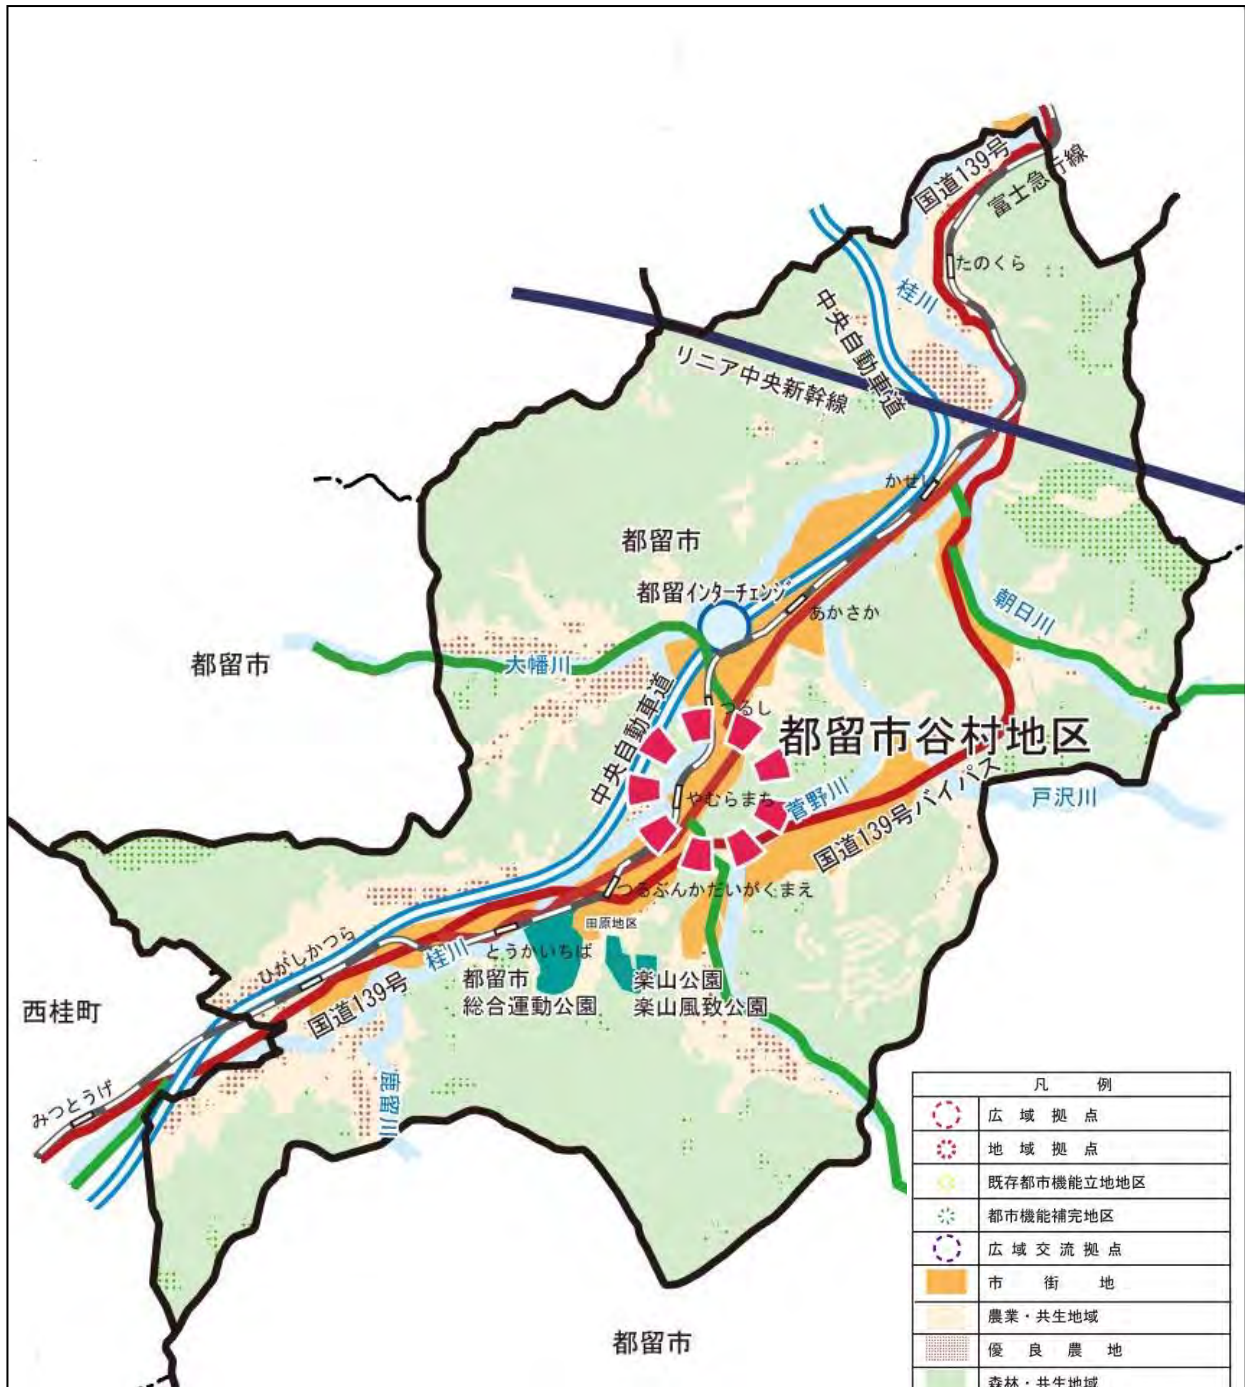 国道139号
富士急行線
たのくら
桂川
中央自動車道
リニア中央新幹線
かせい
都留市
都留インターチェンジ
あかさか
朝日川
都留市
大幡川
中央自動車道
つるし
都留市谷村地区
やむらまち
菅野川
国道139号バイパス
戸沢川
つるぶんかだいがくまえ
田原地区
ひがしかつら
桂川
とうかいちば
都留市
総合運動公園
楽山公園
楽山風致公園
国道139号
西桂町
みつとうげ
鹿留川
都留市
凡例
広域拠点
地域拠点
既存都市機能立地地区
都市機能補完地区
広域交流拠点
市街地
農業・共生地域
優良農地
森林・共生地域